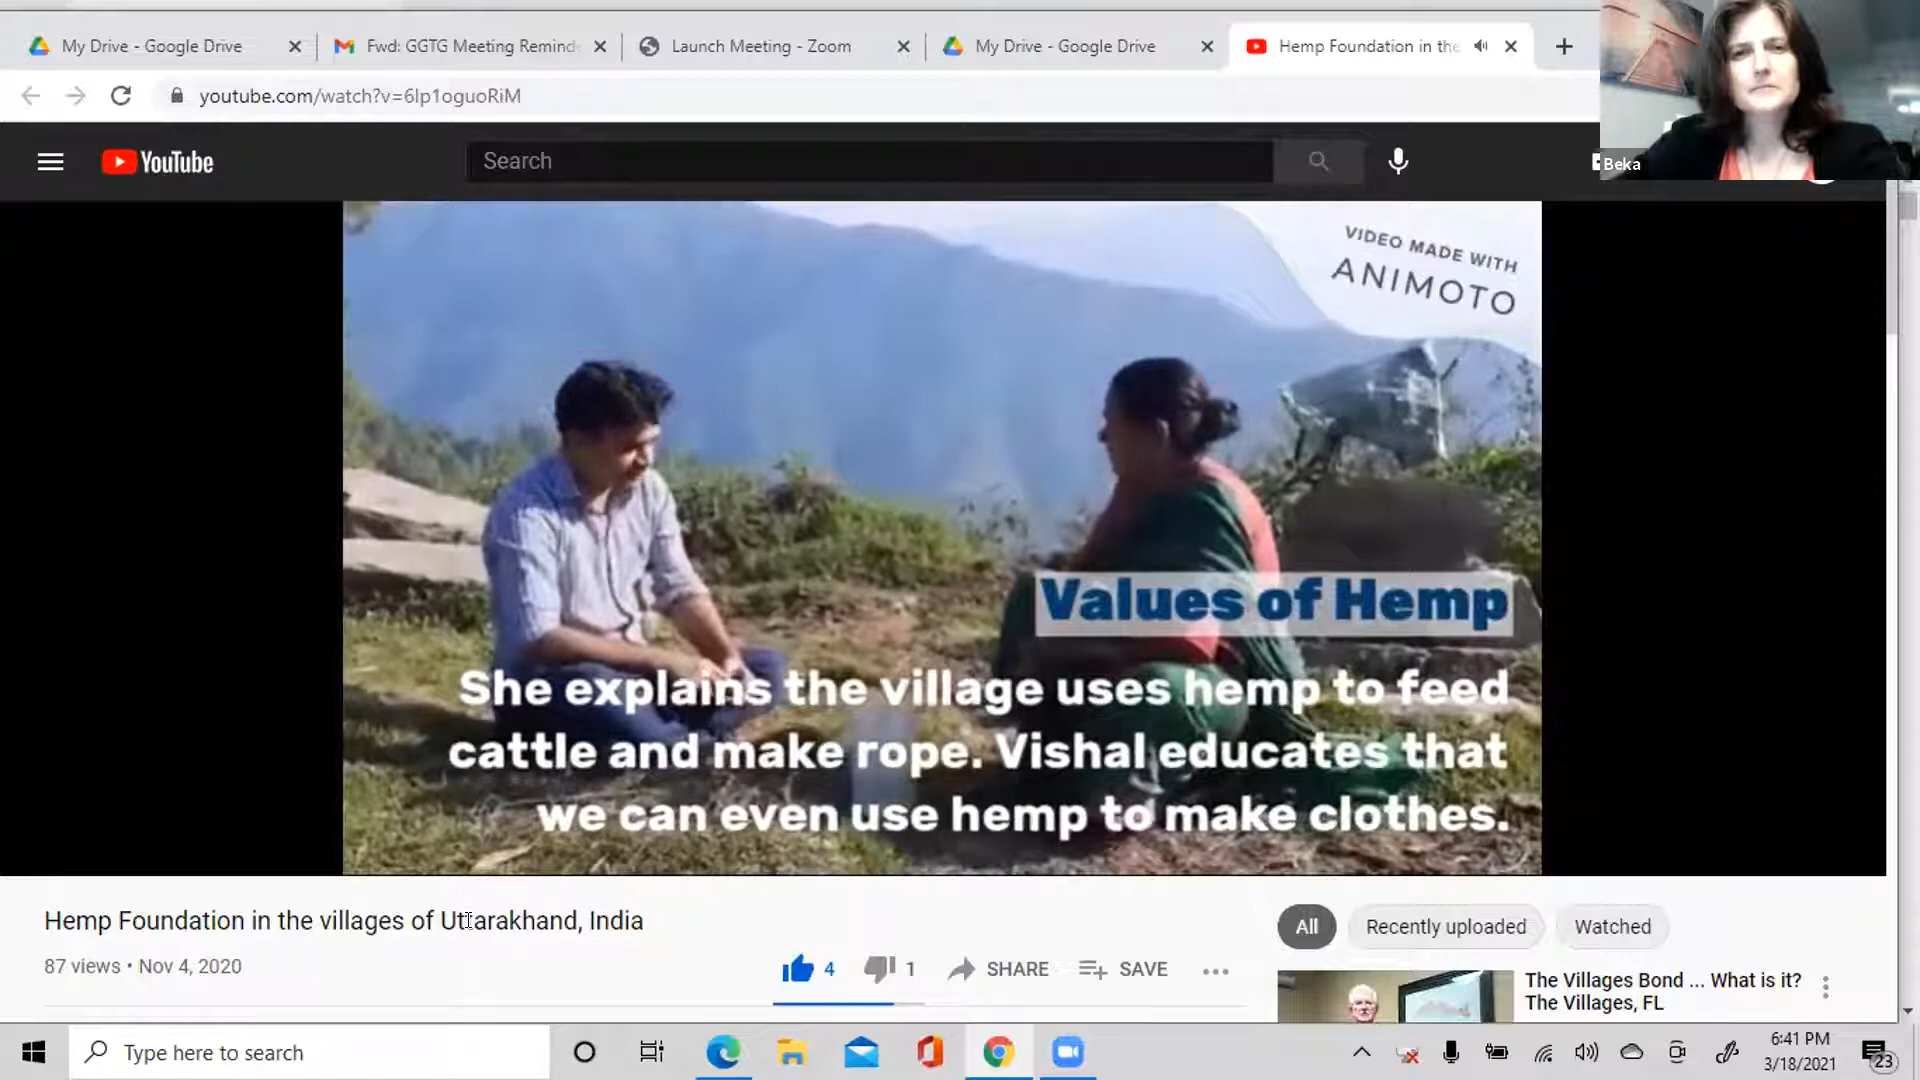 My Drive - Google Drive
Fwd: GGTG Meeting Remind
Launch Meeting - Zoom
My Drive - Google Drive
Hemp Foundation in the
youtube.com/watch?v=6lp1oguoRiM
Beka
YouTube
Search
VIDEO MADE WITH
ANIMOTO
Values of Hemp
She explains the village uses hemp to feed
cattle and make rope. Vishal educates that
we can even use hemp to make clothes.
Hemp Foundation in the villages of Uttarakhand, India
87 views • Nov 4, 2020
4
1
SHARE
SAVE
All
Recently uploaded
Watched
The Villages Bond ... What is it?
The Villages, FL
Type here to search
6:41 PM
3/18/2021
23